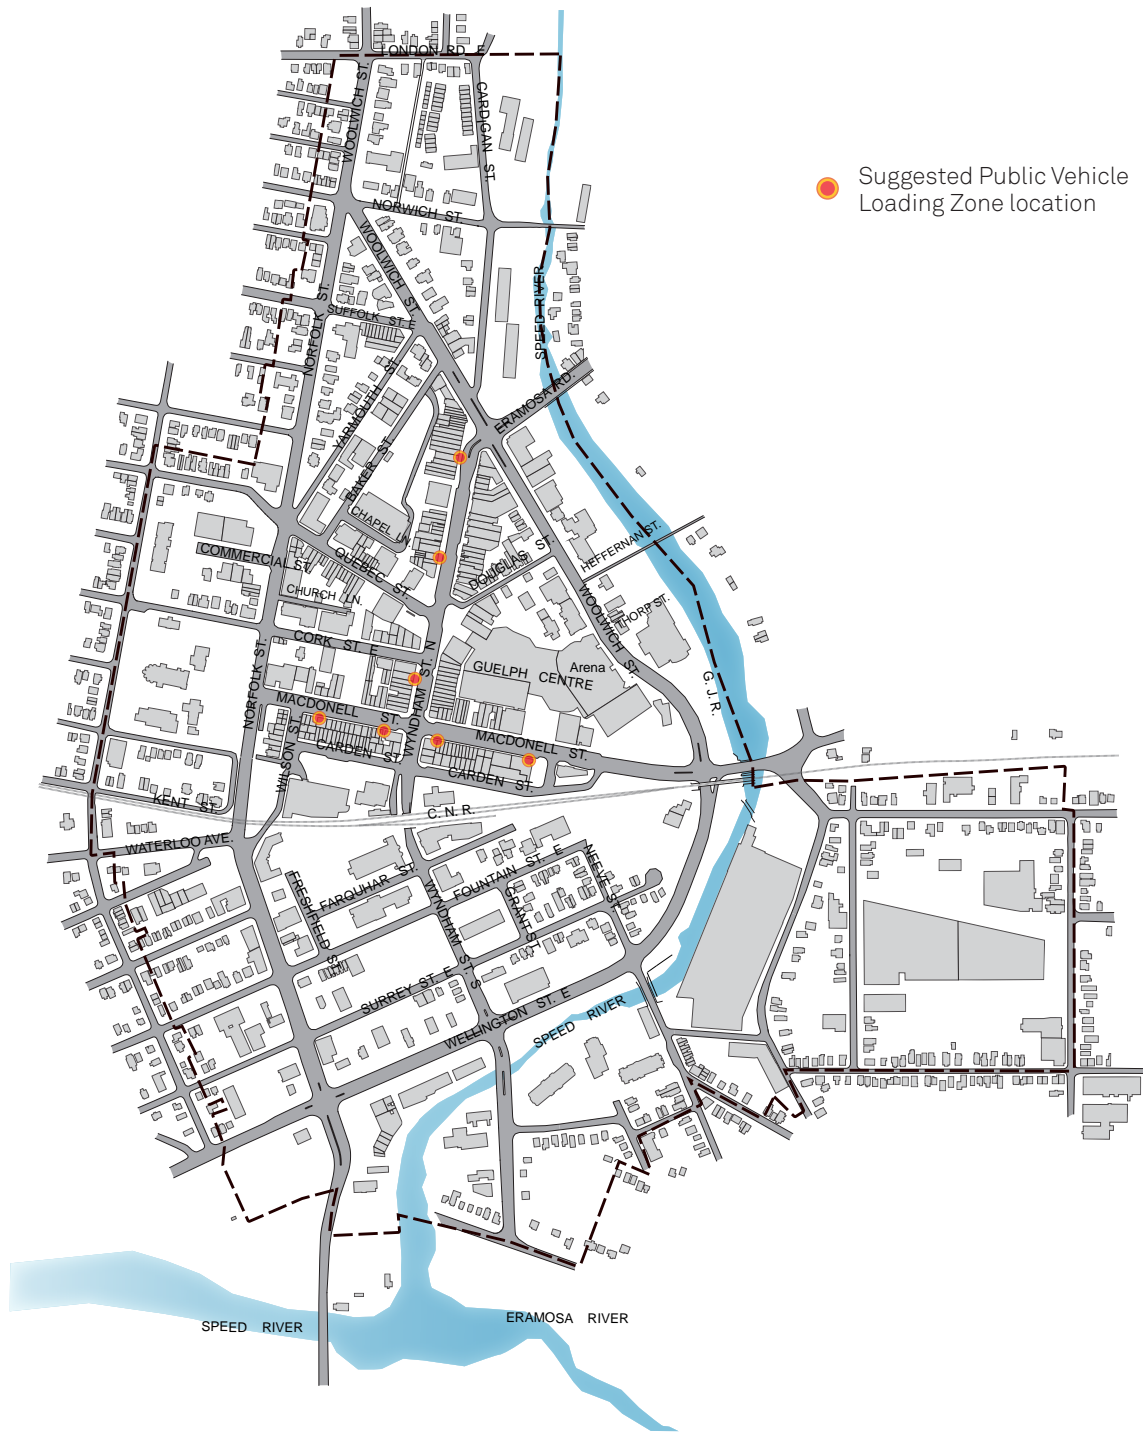 LONDON RD. E
WOOLWICH ST.
CARDIGAN ST.
Suggested Public Vehicle
Loading Zone location
NORWICH ST.
WOOLWICH ST.
SPEED RIVER
NORFOLK ST.
SUFFOLK ST. E
YARMOUTH ST.
ERAMOSA RD.
BAKER ST.
CHAPEL LN.
COMMERCIAL ST.
QUEBEC ST.
DOUGLAS ST.
HEFFERNAN ST.
CHURCH LN.
WOOLWICH ST.
THORP ST.
CORK ST. E
WYNDHAM ST. N
GUELPH CENTRE
Arena
NORFOLK ST.
G. J. R.
MACDONELL ST.
MACDONELL ST.
WILSON ST.
CARDEN ST.
CARDEN ST.
KENT ST.
C. N. R.
WATERLOO AVE.
FARQUHAR ST.
FOUNTAIN ST. E
NEEVE ST.
FRESHFIELD ST.
WYNDHAM ST. S
GRANT ST.
SURREY ST. E
WELLINGTON ST. E
SPEED RIVER
SPEED RIVER
ERAMOSA RIVER